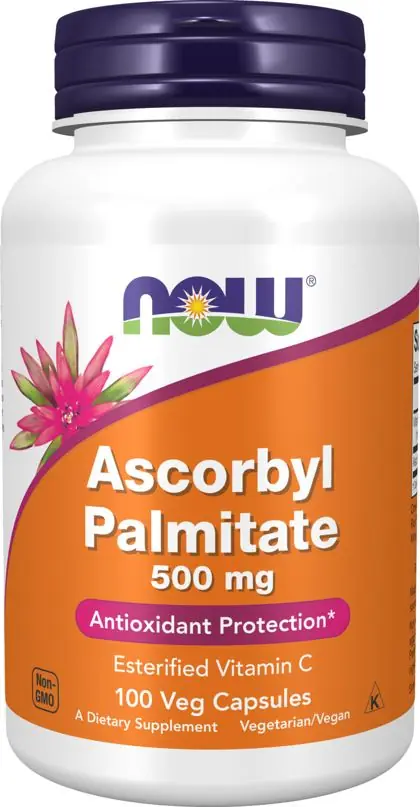 NOW®
Ascorbyl
Palmitate
500 mg
Antioxidant Protection*
Esterified Vitamin C
100 Veg Capsules
Non-
GMO
A Dietary Supplement Vegetarian/Vegan
K